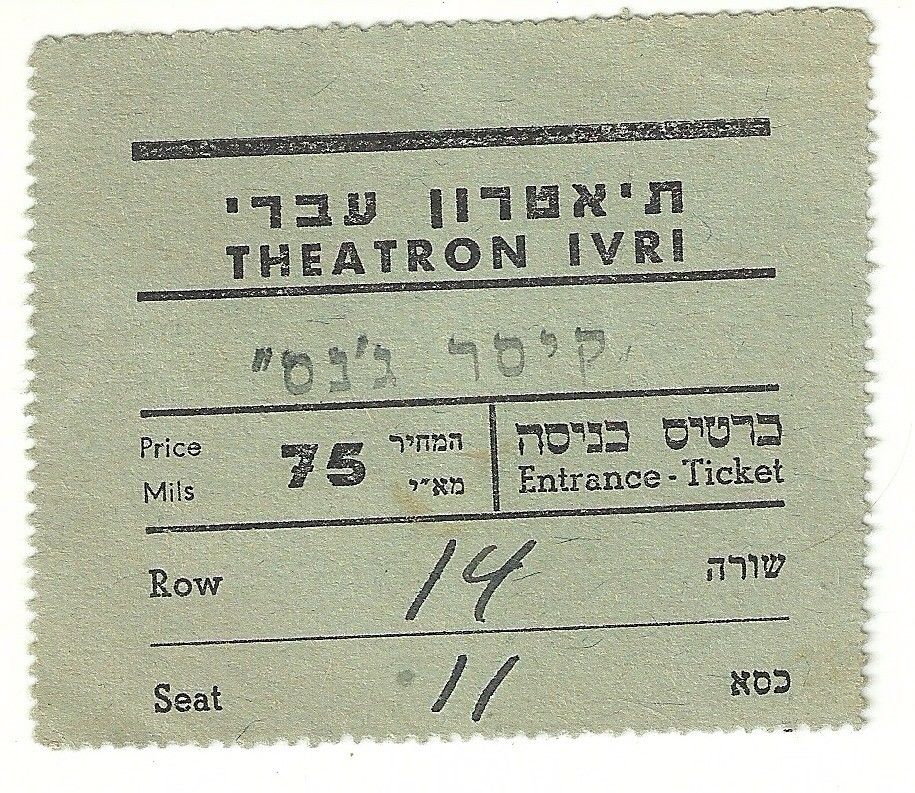 תיאטרון עברי
THEATRON IVRI
"קיסר ג'נס"
כרטיס כניסה
Entrance - Ticket
המחיר 75 Price
מא"י Mils
שורה 14 Row
כסא 11 Seat